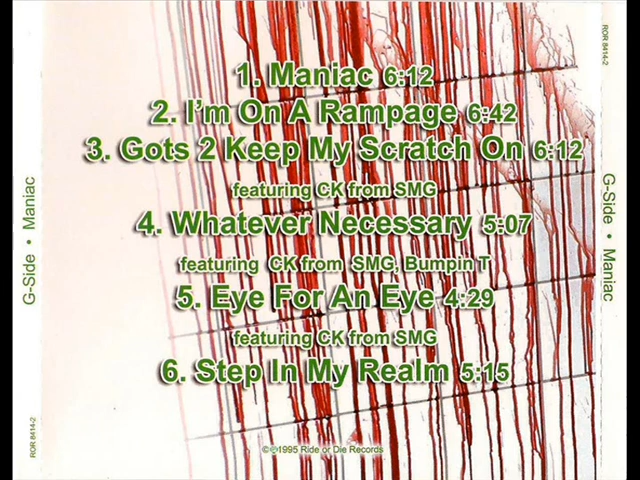 1. Maniac 6:12
2. I'm On A Rampage 6:42
3. Gots 2 Keep My Scratch On 6:12
featuring CK from SMG
4. Whatever Necessary 5:07
featuring CK from SMG, Bumpin T
5. Eye For An Eye 4:29
featuring CK from SMG
6. Step In My Realm 5:15
©℗1995 Ride or Die Records
G-Side • Maniac
ROR 8414-2
ROR 8414-2
G-Side • Maniac